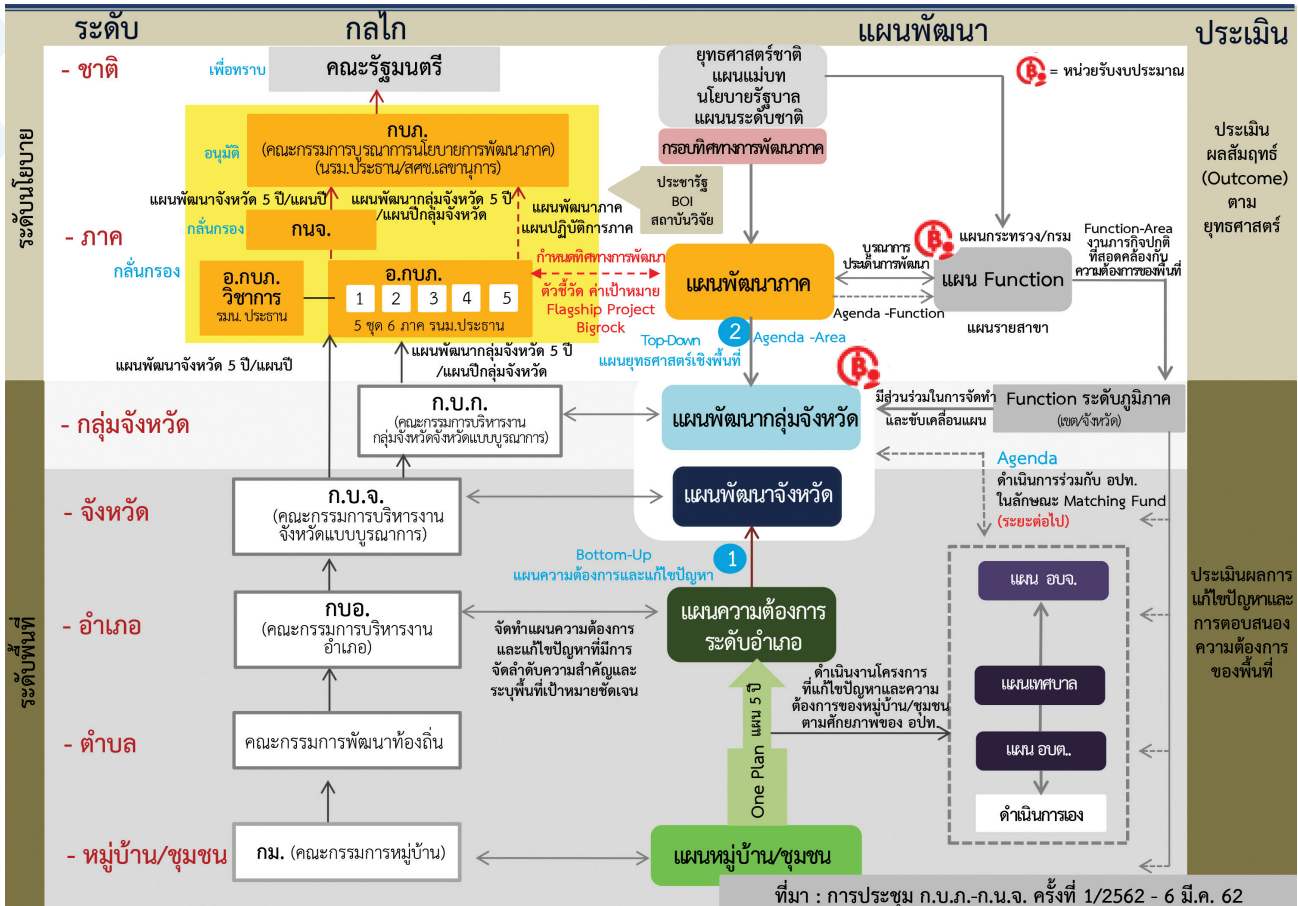 ระดับ
กลไก
แผนพัฒนา
ประเมิน
ระดับนโยบาย
- ชาติ
เพื่อทราบ
คณะรัฐมนตรี
ยุทธศาสตร์ชาติ
แผนแม่บท
นโยบายรัฐบาล
แผนนระดับชาติ
กรอบทิศทางการพัฒนาภาค
= หน่วยรับงบประมาณ
อนุมัติ
กบภ.
(คณะกรรมการบูรณาการนโยบายการพัฒนาภาค)
(นรม.ประธาน/สศช.เลขานุการ)
ประชารัฐ
BOI
สถาบันวิจัย
ประเมิน
ผลสัมฤทธ์
(Outcome)
ตาม
ยุทธศาสตร์
แผนพัฒนาจังหวัด 5 ปี/แผนปี
แผนพัฒนากลุ่มจังหวัด 5 ปี
/แผนปีกลุ่มจังหวัด
แผนพัฒนาภาค
แผนปฏิบัติการภาค
- ภาค
กลั่นกรอง
กนจ.
กลั่นกรอง
อ.กบภ.
วิชาการ
รมน. ประธาน
อ.กบภ.
1 2 3 4 5
5 ชุด 6 ภาค รนม.ประธาน
กำหนดทิศทางการพัฒนา
ตัวชี้วัด ค่าเป้าหมาย
Flagship Project
Bigrock
แผนพัฒนาภาค
บูรณาการ
ประเด็นการพัฒนา
Agenda -Function
แผนกระทรวง/กรม
แผน Function
แผนรายสาขา
Function-Area
งานภารกิจปกติ
ที่สอดคล้องกับ
ความต้องการของพื้นที่
แผนพัฒนาจังหวัด 5 ปี/แผนปี
แผนพัฒนากลุ่มจังหวัด 5 ปี
/แผนปีกลุ่มจังหวัด
Top-Down
แผนยุทธศาสตร์เชิงพื้นที่
2
Agenda -Area
ระดับพื้นที่
- กลุ่มจังหวัด
ก.บ.ก.
(คณะกรรมการบริหารงาน
กลุ่มจังหวัดจังหวัดแบบบูรณาการ)
แผนพัฒนากลุ่มจังหวัด
มีส่วนร่วมในการจัดทำ
และขับเคลื่อนแผน
Function ระดับภูมิภาค
(เขต/จังหวัด)
Agenda
ดำเนินการร่วมกับ อปท.
ในลักษณะ Matching Fund
(ระยะต่อไป)
- จังหวัด
ก.บ.จ.
(คณะกรรมการบริหารงาน
จังหวัดแบบบูรณาการ)
แผนพัฒนาจังหวัด
Bottom-Up
แผนความต้องการและแก้ไขปัญหา
1
- อำเภอ
กบอ.
(คณะกรรมการบริหารงาน
อำเภอ)
จัดทำแผนความต้องการ
และแก้ไขปัญหาที่มีการ
จัดลำดับความสำคัญและ
ระบุพื้นที่เป้าหมายชัดเจน
แผนความต้องการ
ระดับอำเภอ
แผน อบจ.
ประเมินผลการ
แก้ไขปัญหาและ
การตอบสนอง
ความต้องการ
ของพื้นที่
One Plan แผน 5 ปี
ดำเนินงานโครงการ
ที่แก้ไขปัญหาและความ
ต้องการของหมู่บ้าน/ชุมชน
ตามศักยภาพของ อปท.
แผนเทศบาล
- ตำบล
คณะกรรมการพัฒนาท้องถิ่น
แผน อบต..
ดำเนินการเอง
- หมู่บ้าน/ชุมชน
กม. (คณะกรรมการหมู่บ้าน)
แผนหมู่บ้าน/ชุมชน
ที่มา : การประชุม ก.บ.ภ.-ก.น.จ. ครั้งที่ 1/2562 - 6 มี.ค. 62